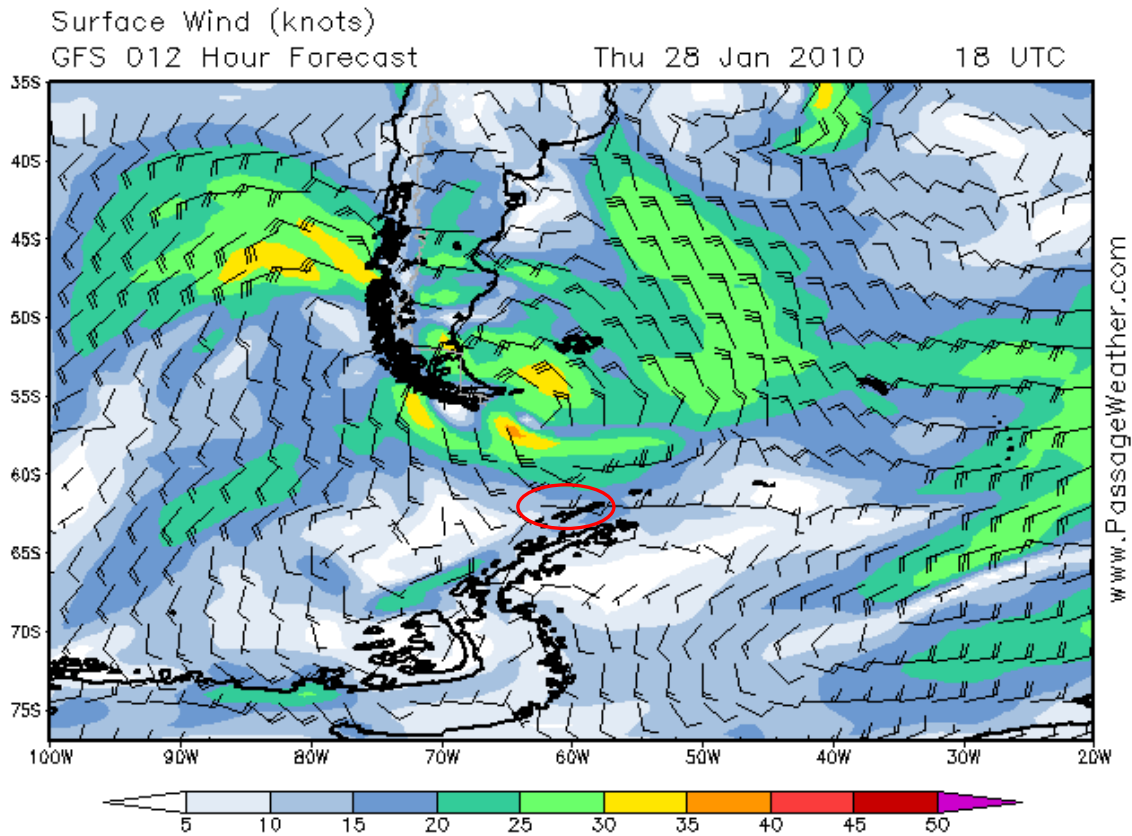 Surface Wind (knots)
GFS 012 Hour Forecast Thu 28 Jan 2010 18 UTC
35S
40S
45S
50S
55S
60S
65S
70S
75S
100W 90W 80W 70W 60W 50W 40W 30W 20W
5 10 15 20 25 30 35 40 45 50
www.PassageWeather.com